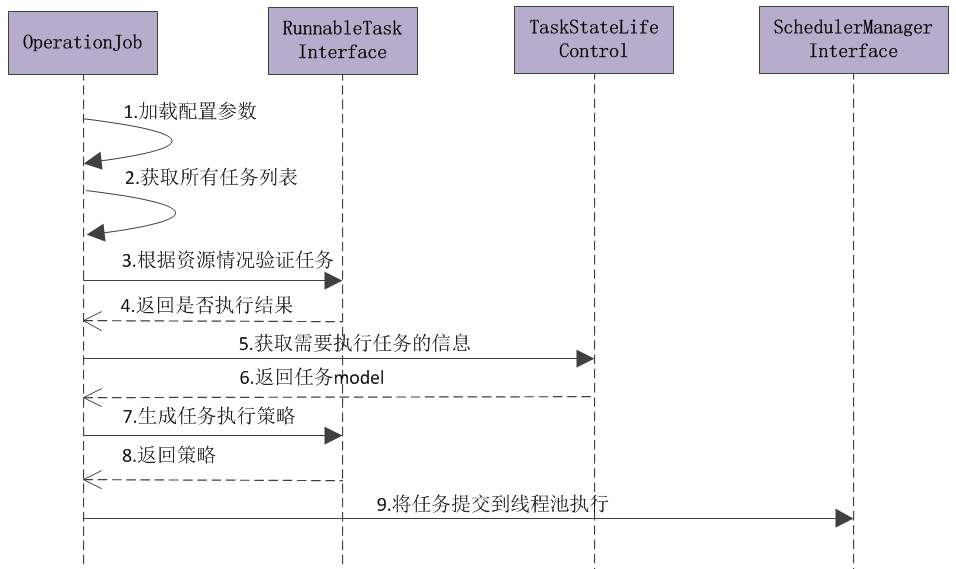 OperationJob
RunnableTask
Interface
TaskStateLife
Control
SchedulerManager
Interface
1.加载配置参数
2.获取所有任务列表
3.根据资源情况验证任务
4.返回是否执行结果
5.获取需要执行任务的信息
6.返回任务model
7.生成任务执行策略
8.返回策略
9.将任务提交到线程池执行